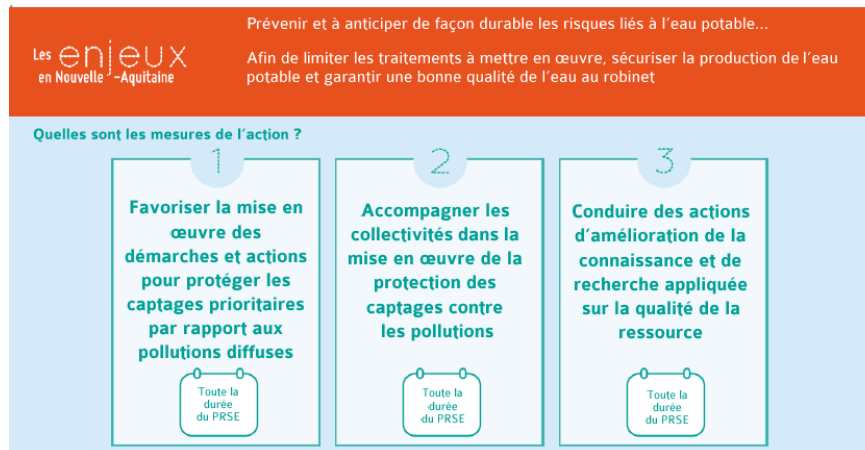 Prévenir et à anticiper de façon durable les risques liés à l'eau potable...
Les enjeux
en Nouvelle-Aquitaine
Afin de limiter les traitements à mettre en œuvre, sécuriser la production de l'eau
potable et garantir une bonne qualité de l'eau au robinet
Quelles sont les mesures de l'action ?
1
Favoriser la mise en
œuvre des
démarches et actions
pour protéger les
captages prioritaires
par rapport aux
pollutions diffuses
Toute la
durée
du PRSE
2
Accompagner les
collectivités dans la
mise en œuvre de la
protection des
captages contre
les pollutions
Toute la
durée
du PRSE
3
Conduire des actions
d'amélioration de la
connaissance et de
recherche appliquée
sur la qualité de la
ressource
Toute la
durée
du PRSE